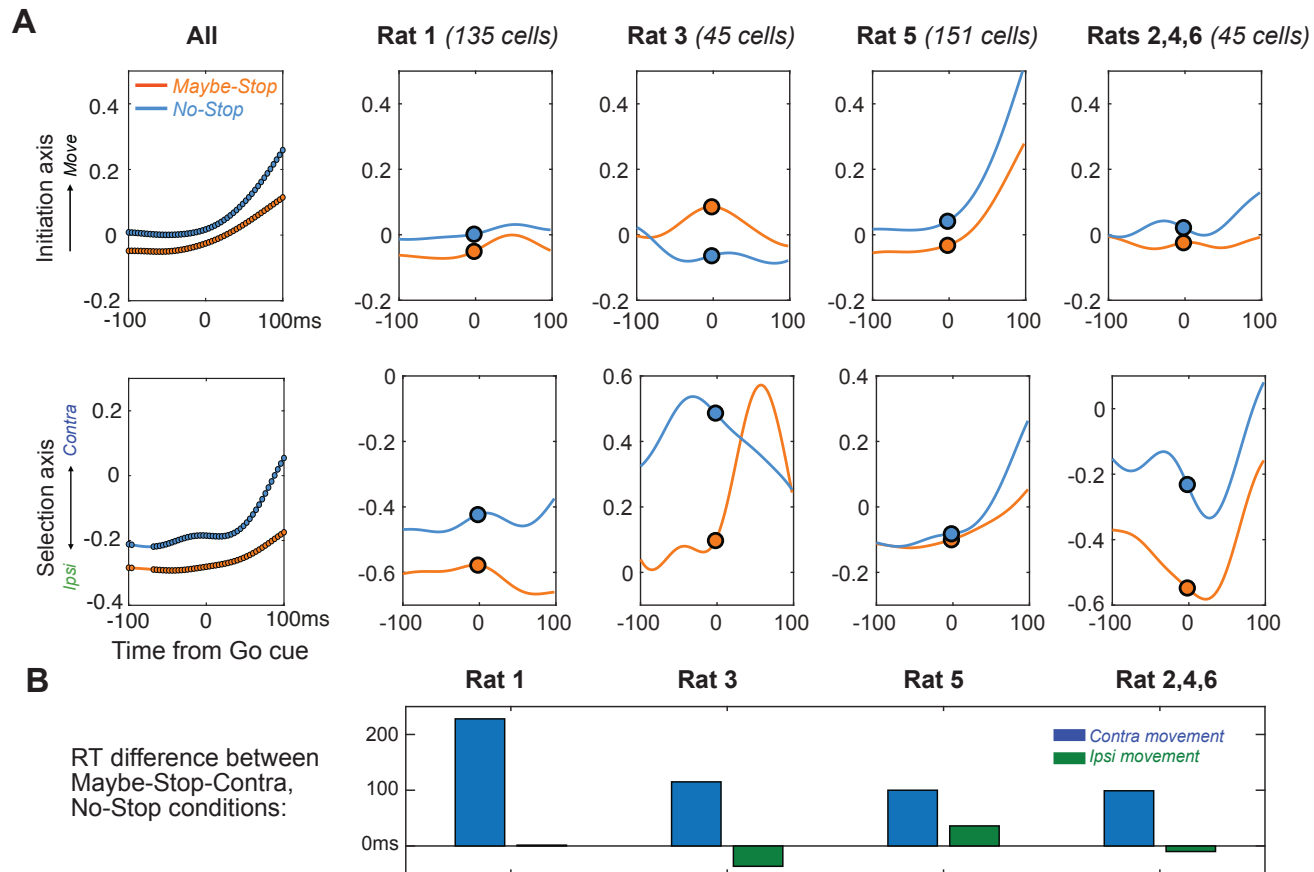 A
All
Rat 1 (135 cells)
Rat 3 (45 cells)
Rat 5 (151 cells)
Rats 2,4,6 (45 cells)
Initiation axis
Move
Maybe-Stop
No-Stop
0.4
0.2
0
-0.2
-100 0 100ms
0.4
0.2
0
-0.2
-100 0 100
0.4
0.2
0
-0.2
-100 0 100
0.4
0.2
0
-0.2
-100 0 100
0.4
0.2
0
-0.2
-100 0 100
Selection axis
Ipsi
Contra
0.2
0
-0.2
-0.4
-100 0 100ms
Time from Go cue
0
-0.2
-0.4
-0.6
-100 0 100
0.6
0.4
0.2
0
-100 0 100
0.4
0.2
0
-0.2
-100 0 100
0
-0.2
-0.4
-0.6
-100 0 100
B
Rat 1
Rat 3
Rat 5
Rat 2,4,6
RT difference between
Maybe-Stop-Contra,
No-Stop conditions:
200
100
0ms
Contra movement
Ipsi movement